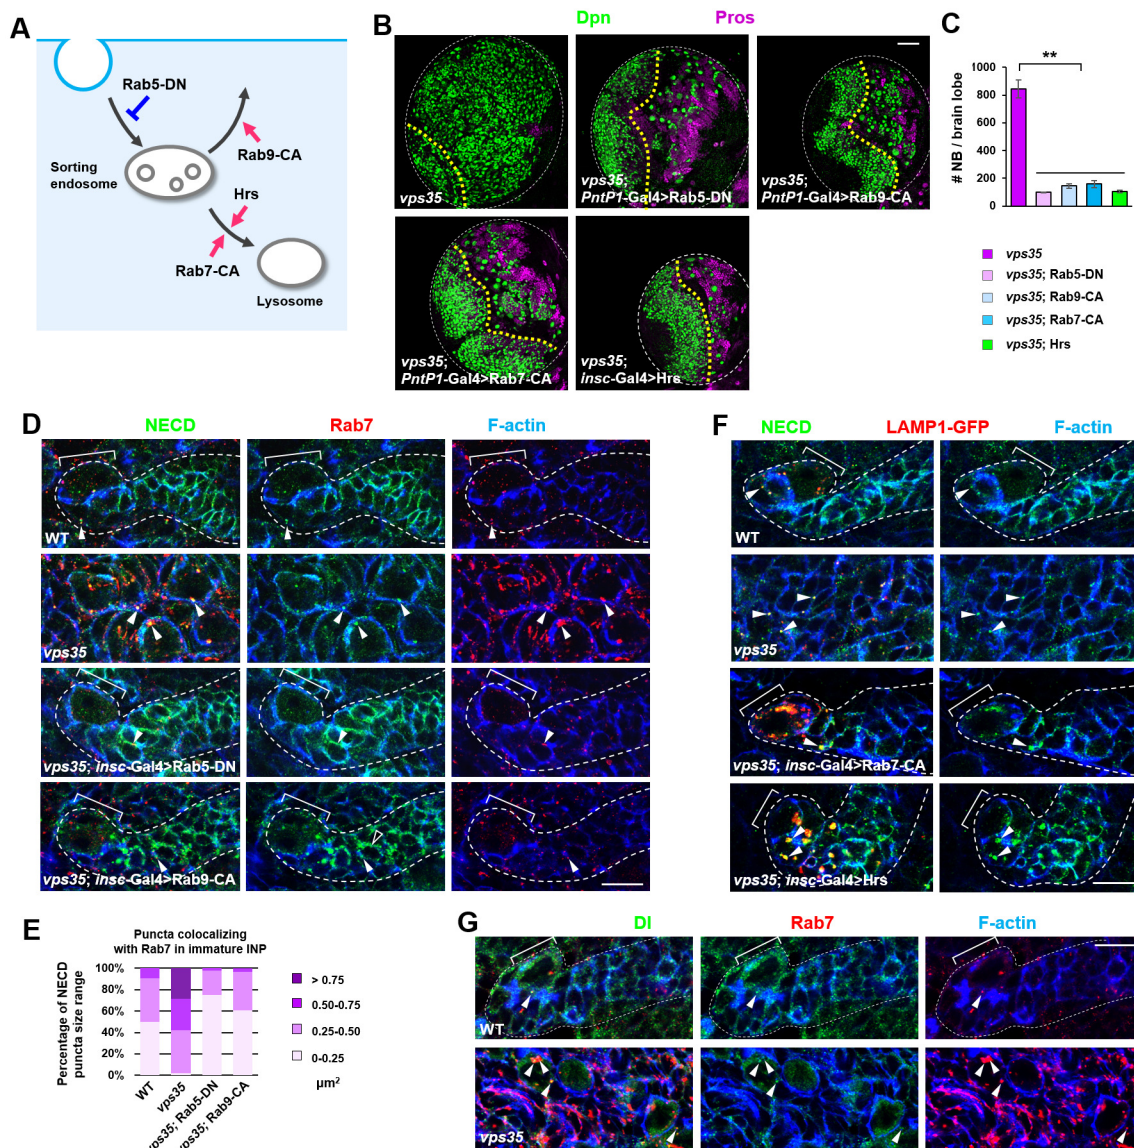 A
Rab5-DN
Rab9-CA
Sorting
endosome
Hrs
Rab7-CA
Lysosome
B
Dpn
Pros
vps35
vps35;
PntP1-Gal4>Rab5-DN
vps35;
PntP1-Gal4>Rab9-CA
vps35;
PntP1-Gal4>Rab7-CA
vps35;
insc-Gal4>Hrs
C
**
# NB / brain lobe
1000
800
600
400
200
0
vps35
vps35; Rab5-DN
vps35; Rab9-CA
vps35; Rab7-CA
vps35; Hrs
D
NECD
Rab7
F-actin
WT
vps35
vps35; insc-Gal4>Rab5-DN
vps35; insc-Gal4>Rab9-CA
E
Puncta colocalizing
with Rab7 in immature INP
Percentage of NECD
puncta size range
100%
80%
60%
40%
20%
0%
WT
vps35
vps35; Rab5-DN
vps35; Rab9-CA
> 0.75
0.50-0.75
0.25-0.50
0-0.25
µm²
F
NECD
LAMP1-GFP
F-actin
WT
vps35
vps35; insc-Gal4>Rab7-CA
vps35; insc-Gal4>Hrs
G
Dl
Rab7
F-actin
WT
vps35